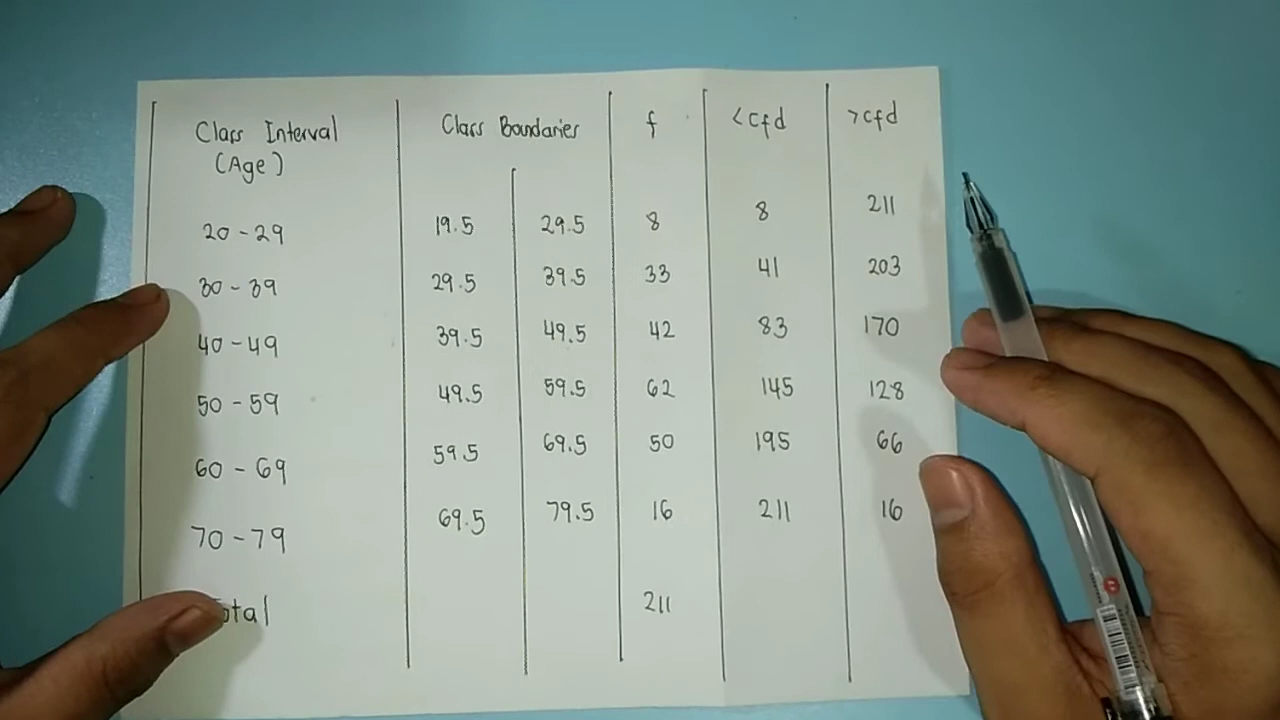 Class Interval Class Boundaries f <Cfd >Cfd
(Age)
20-29 19.5 29.5 8 8 211
30-39 29.5 39.5 33 41 203
40-49 39.5 49.5 42 83 170
50-59 49.5 59.5 62 145 128
60-69 59.5 69.5 50 195 66
70-79 69.5 79.5 16 211 16
211